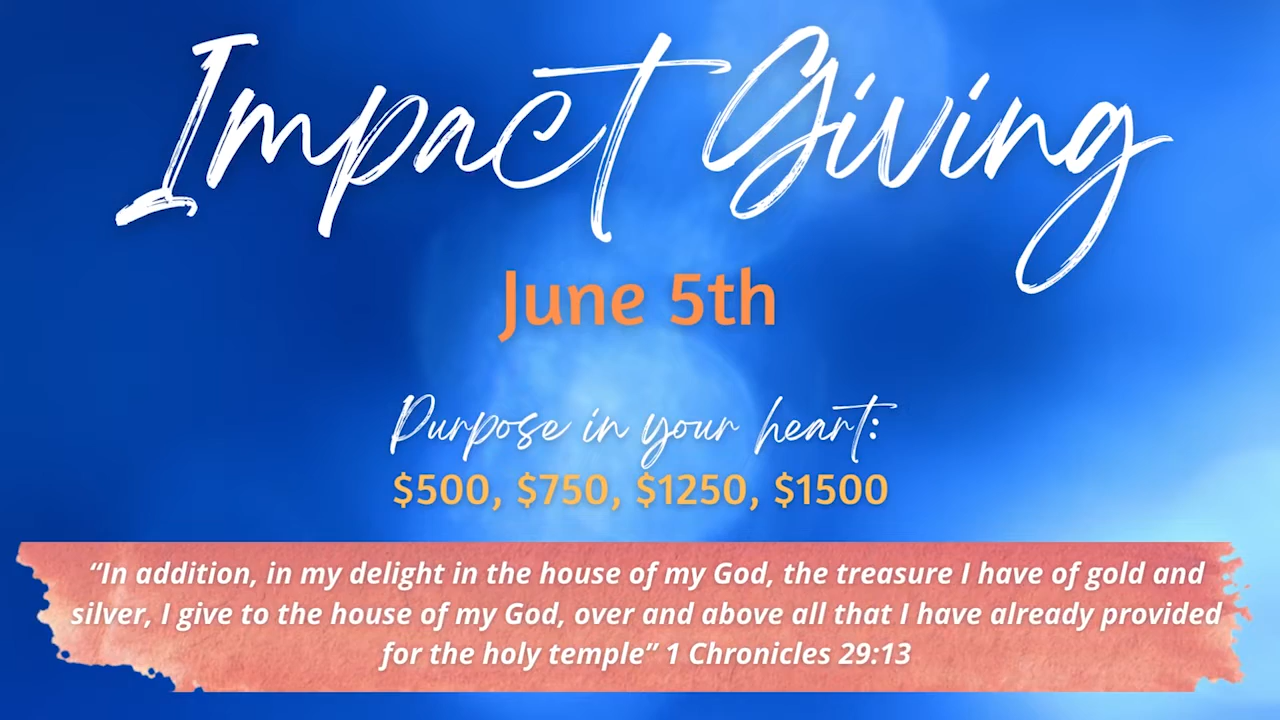 Impact Giving
June 5th
Purpose in your heart:
$500, $750, $1250, $1500
“In addition, in my delight in the house of my God, the treasure I have of gold and
silver, I give to the house of my God, over and above all that I have already provided
for the holy temple” 1 Chronicles 29:13